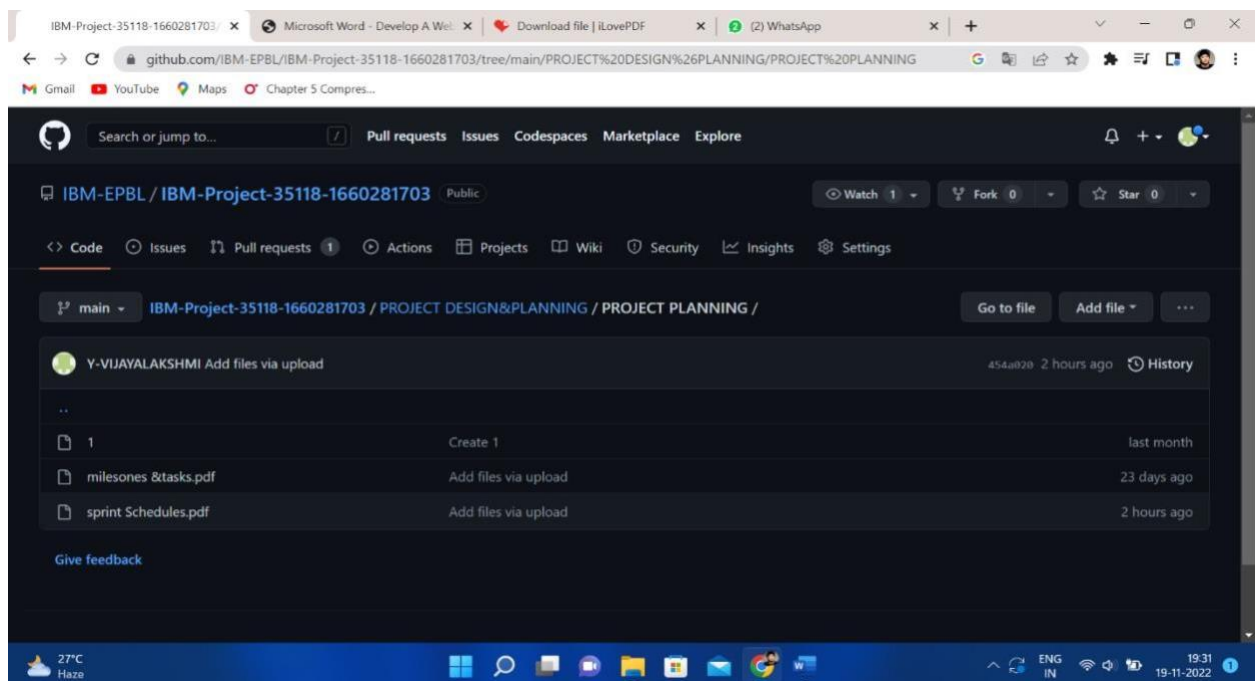 IBM-Project-35118-1660281703/ Microsoft Word - Develop A Web Download file | iLovePDF (2) WhatsApp
github.com/IBM-EPBL/IBM-Project-35118-1660281703/tree/main/PROJECT%20DESIGN%26PLANNING/PROJECT%20PLANNING
Gmail YouTube Maps Chapter 5 Compres...
Search or jump to... / Pull requests Issues Codespaces Marketplace Explore
IBM-EPBL / IBM-Project-35118-1660281703 Public Watch 1 Fork 0 Star 0
<> Code Issues Pull requests 1 Actions Projects Wiki Security Insights Settings
main IBM-Project-35118-1660281703 / PROJECT DESIGN&PLANNING / PROJECT PLANNING / Go to file Add file ...
Y-VIJAYALAKSHMI Add files via upload 454a020 2 hours ago History
..
1 Create 1 last month
milesones &tasks.pdf Add files via upload 23 days ago
sprint Schedules.pdf Add files via upload 2 hours ago
Give feedback
27°C ENG 19:31
Haze IN 19-11-2022 1